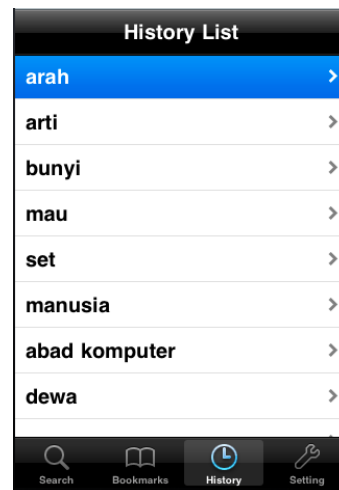 History List
arah
arti
bunyi
mau
set
manusia
abad komputer
dewa
Search Bookmarks History Setting